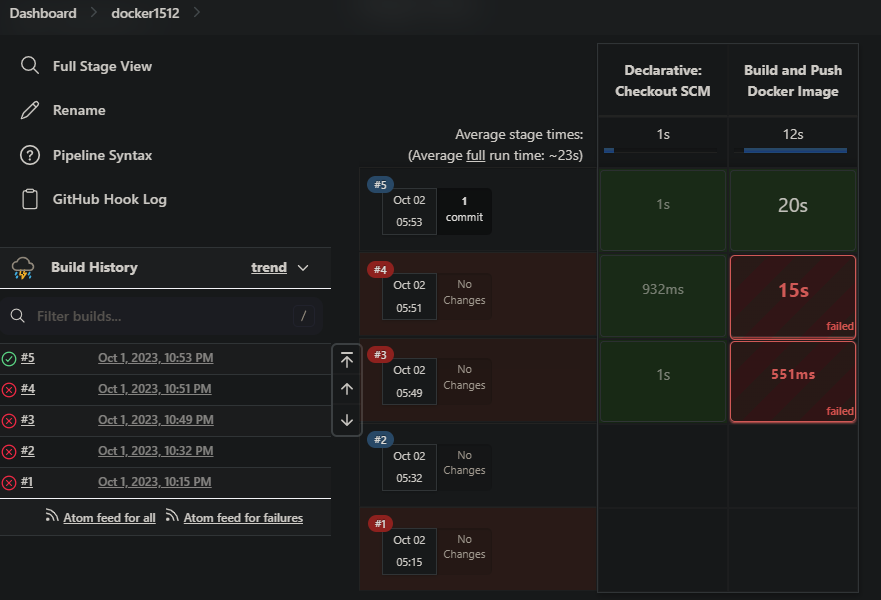 Dashboard > docker1512 >
Full Stage View
Rename
Pipeline Syntax
GitHub Hook Log
Build History trend
Filter builds... /
#5 Oct 1, 2023, 10:53 PM
#4 Oct 1, 2023, 10:51 PM
#3 Oct 1, 2023, 10:49 PM
#2 Oct 1, 2023, 10:32 PM
#1 Oct 1, 2023, 10:15 PM
Atom feed for all Atom feed for failures
Declarative:
Checkout SCM
Build and Push
Docker Image
Average stage times:
(Average full run time: ~23s)
1s
12s
#5
Oct 02
05:53
1
commit
1s
20s
#4
Oct 02
05:51
No
Changes
932ms
15s
failed
#3
Oct 02
05:49
No
Changes
1s
551ms
failed
#2
Oct 02
05:32
No
Changes
#1
Oct 02
05:15
No
Changes